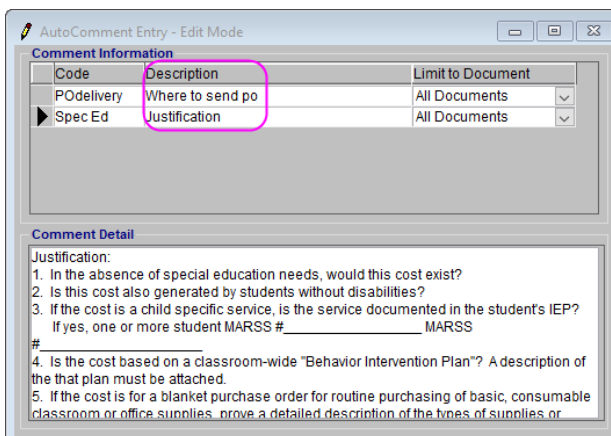 AutoComment Entry - Edit Mode
Comment Information
Code Description Limit to Document
POdelivery Where to send po All Documents
Spec Ed Justification All Documents
Comment Detail
Justification:
1. In the absence of special education needs, would this cost exist?
2. Is this cost also generated by students without disabilities?
3. If the cost is a child specific service, is the service documented in the student's IEP?
If yes, one or more student MARSS #____________________ MARSS
#____________________
4. Is the cost based on a classroom-wide "Behavior Intervention Plan"? A description of
the that plan must be attached.
5. If the cost is for a blanket purchase order for routine purchasing of basic, consumable
classroom or office supplies, prove a detailed description of the types of supplies or